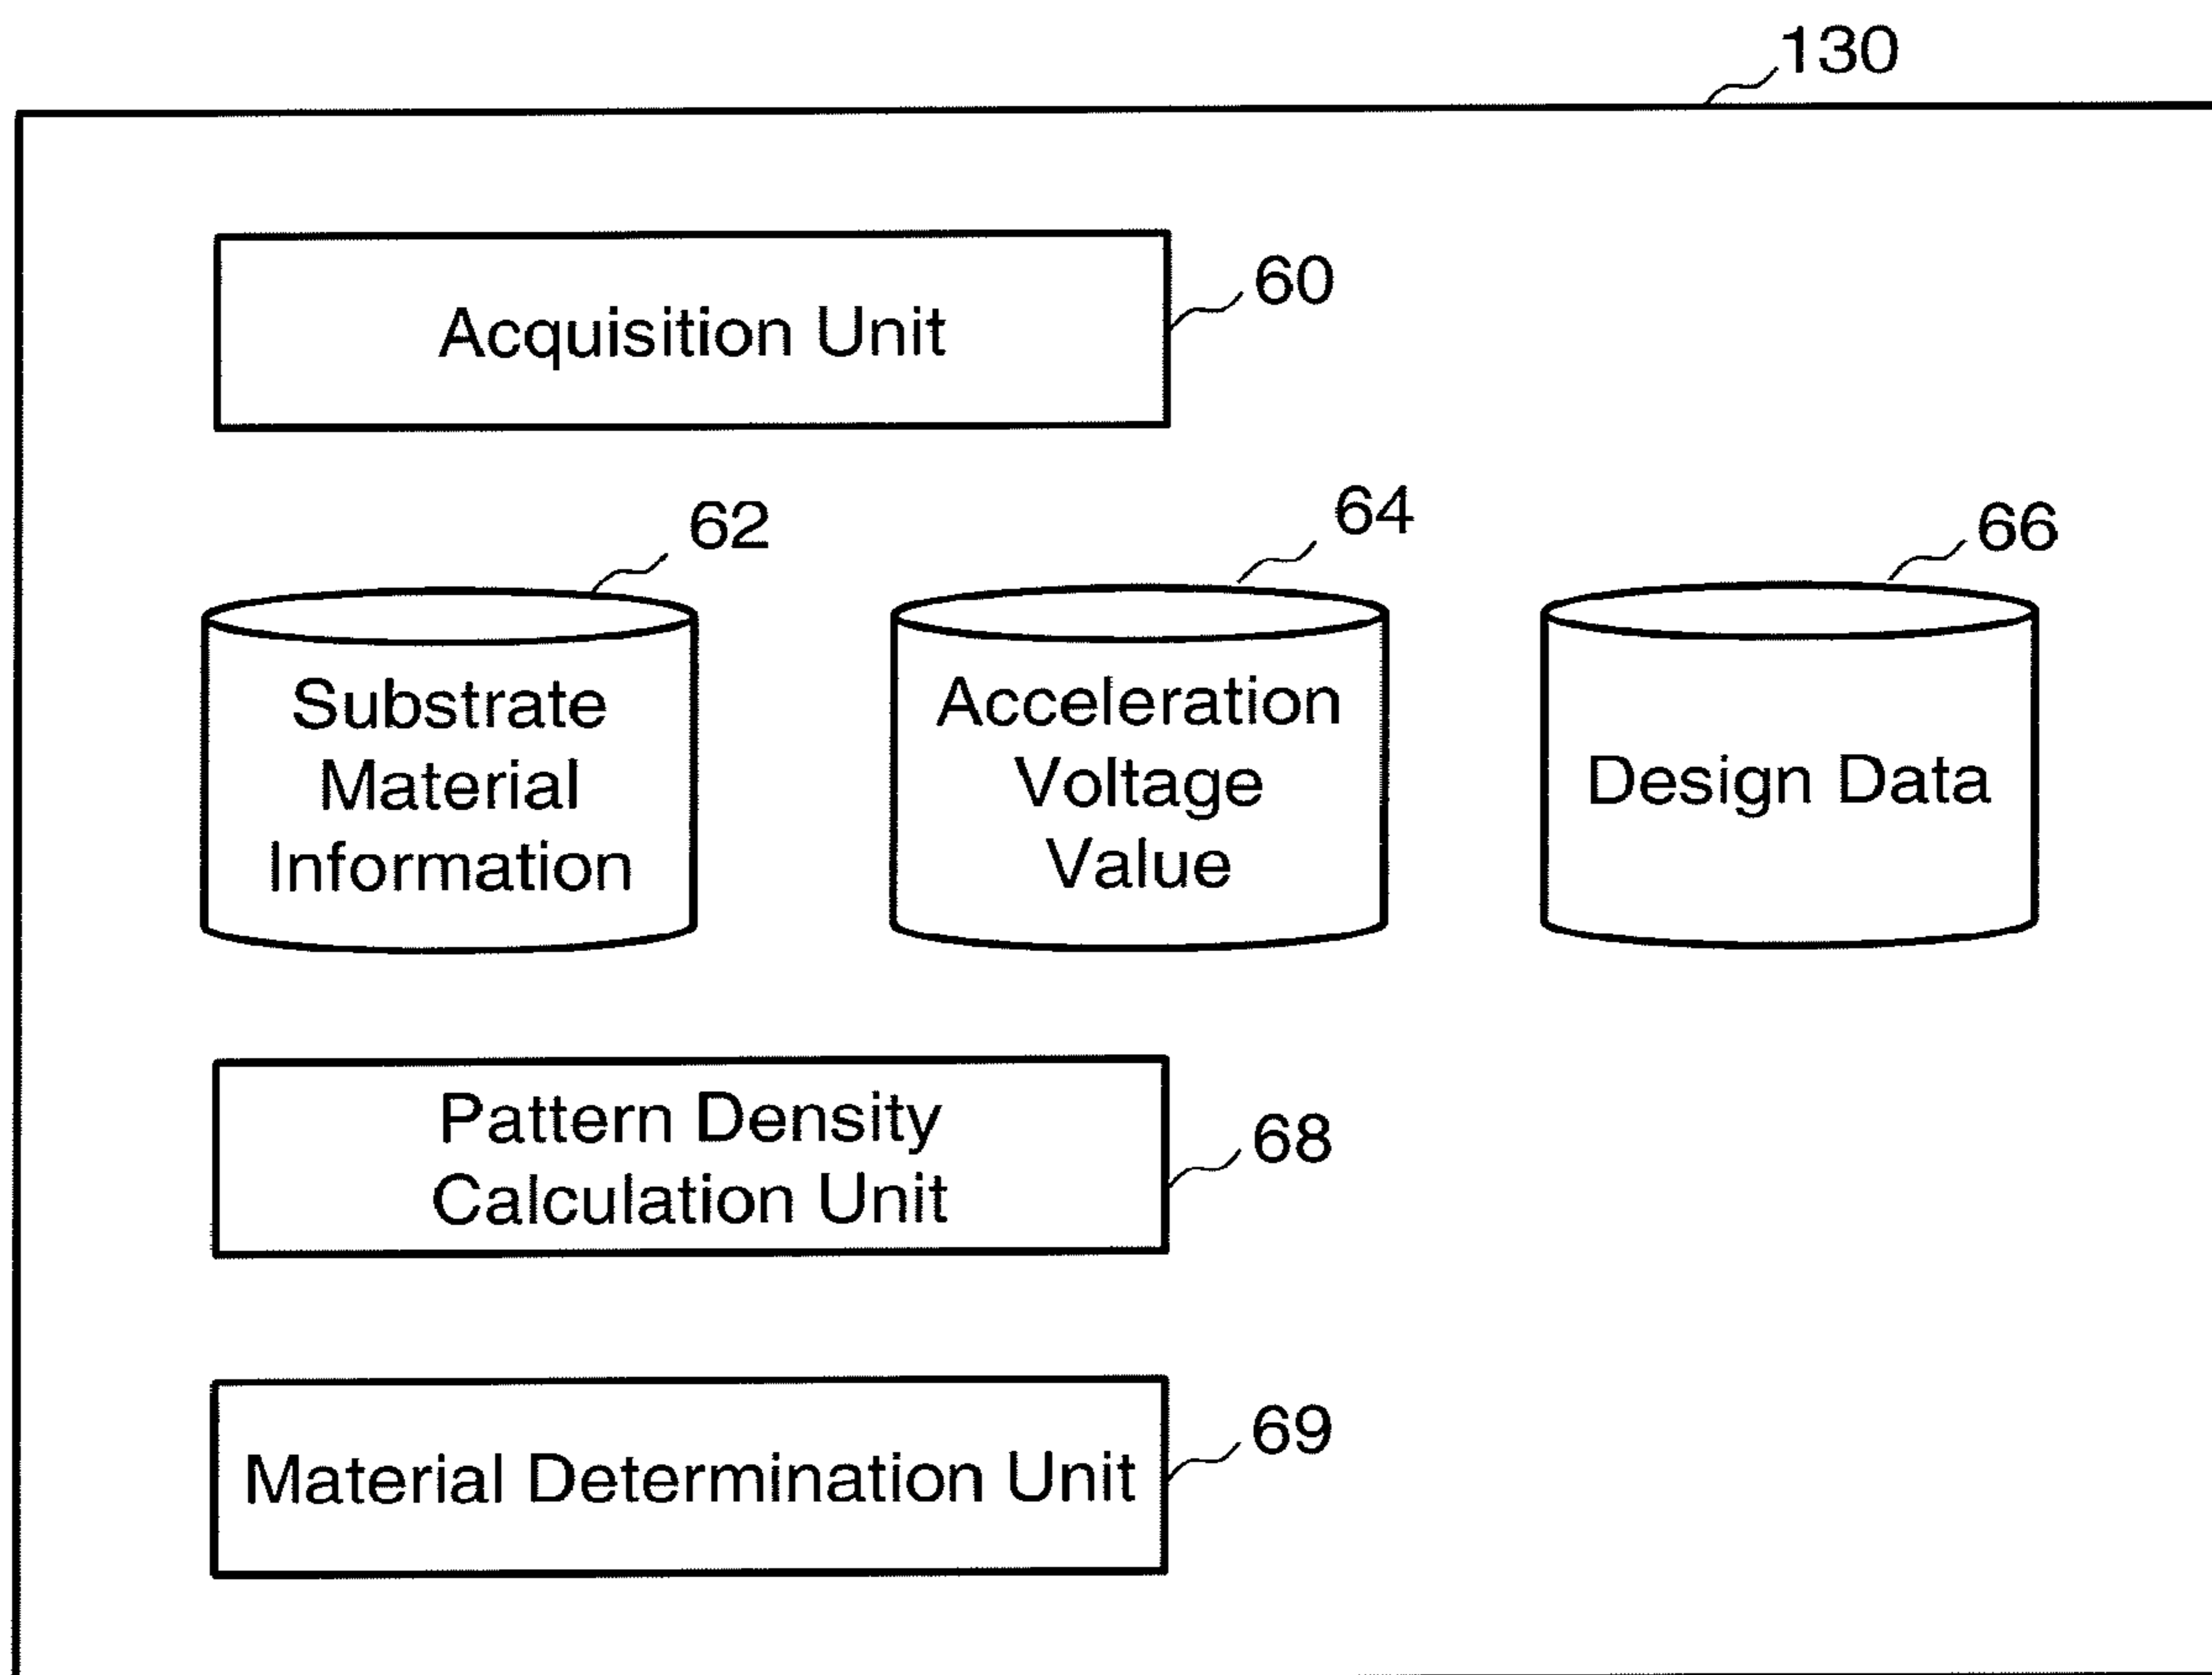 130
Acquisition Unit
60
62
64
66
Substrate
Material
Information
Acceleration
Voltage
Value
Design Data
Pattern Density
Calculation Unit
68
Material Determination Unit
69